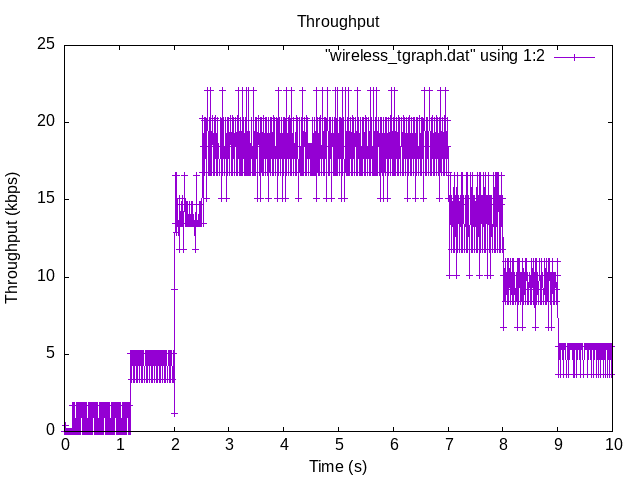 Throughput
"wireless_tgraph.dat" using 1:2
25
20
15
10
5
0
Throughput (kbps)
0 1 2 3 4 5 6 7 8 9 10
Time (s)